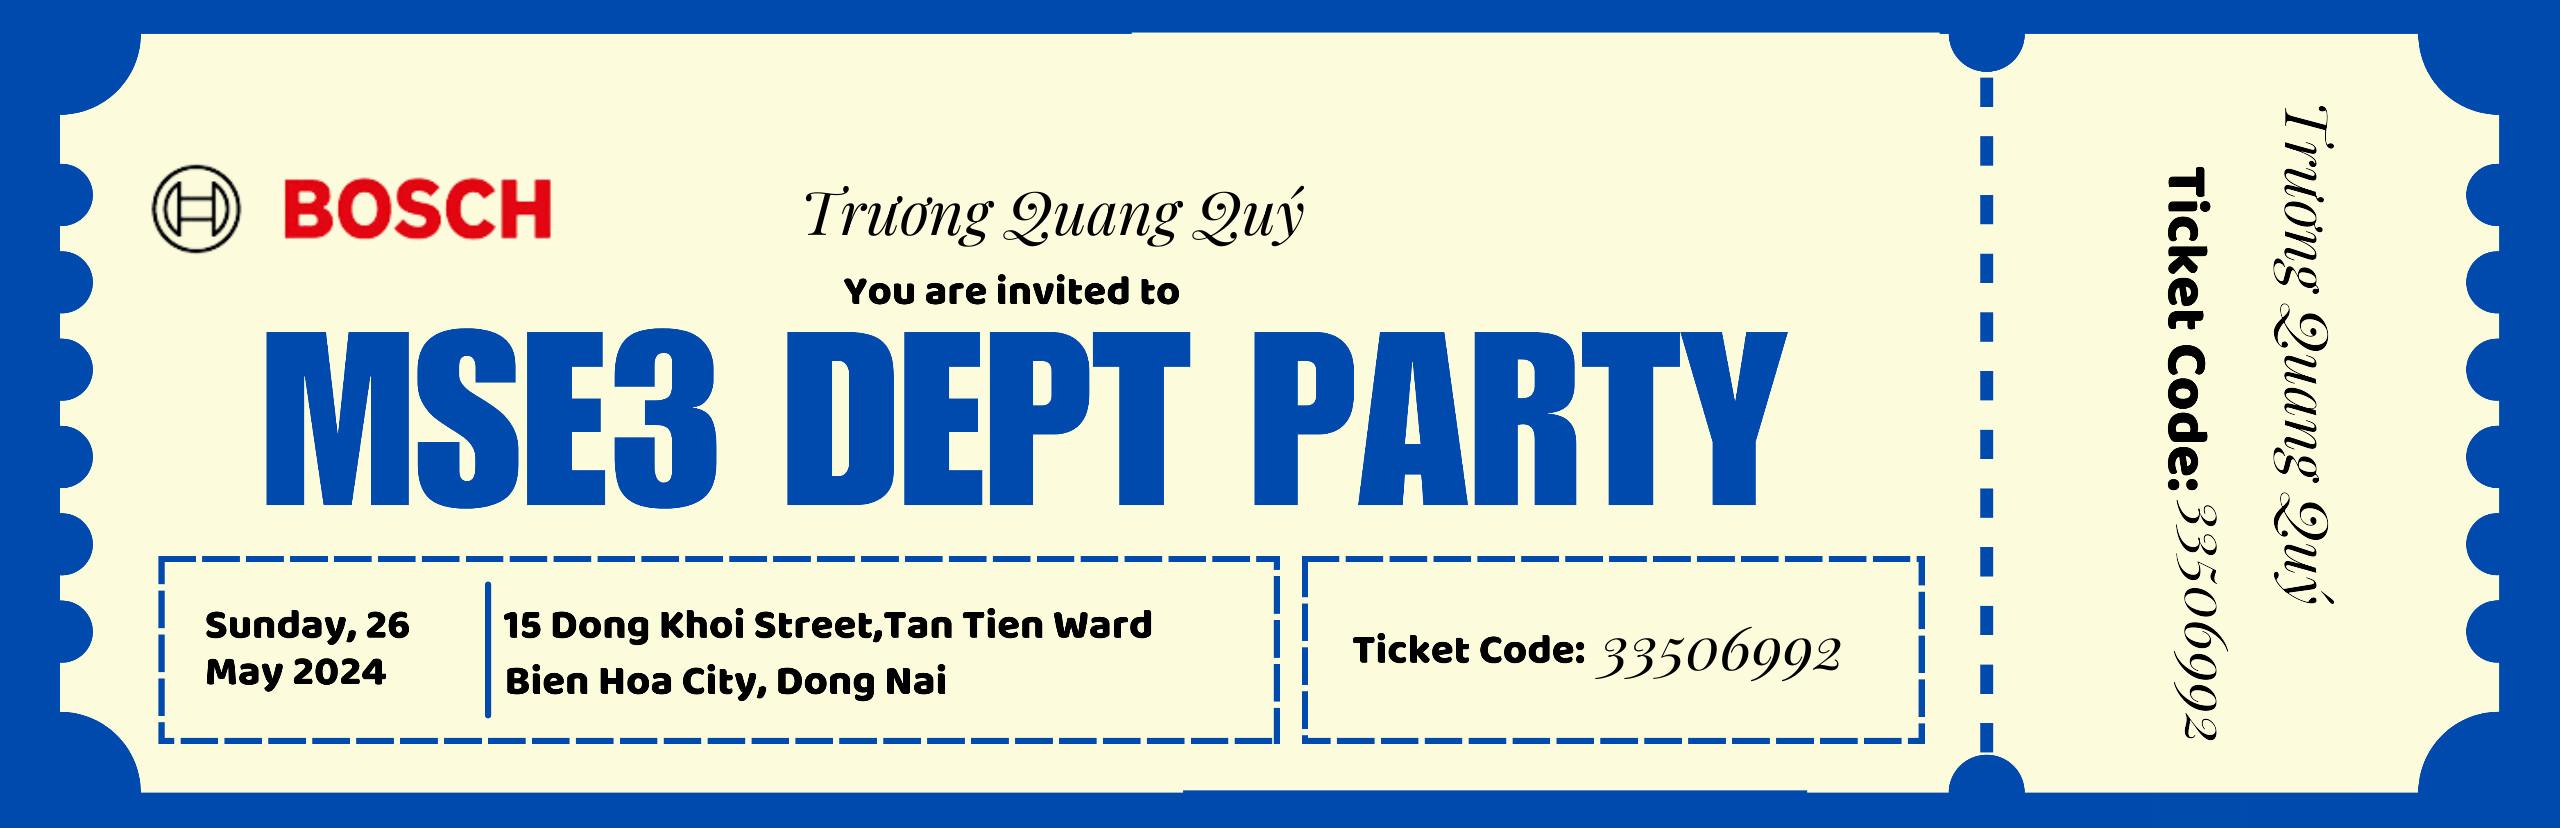 BOSCH
Trương Quang Quý
You are invited to
MSE3 DEPT PARTY
Sunday, 26
May 2024
15 Dong Khoi Street,Tan Tien Ward
Bien Hoa City, Dong Nai
Ticket Code: 33506992
Trương Quang Quý
Ticket Code: 33506992